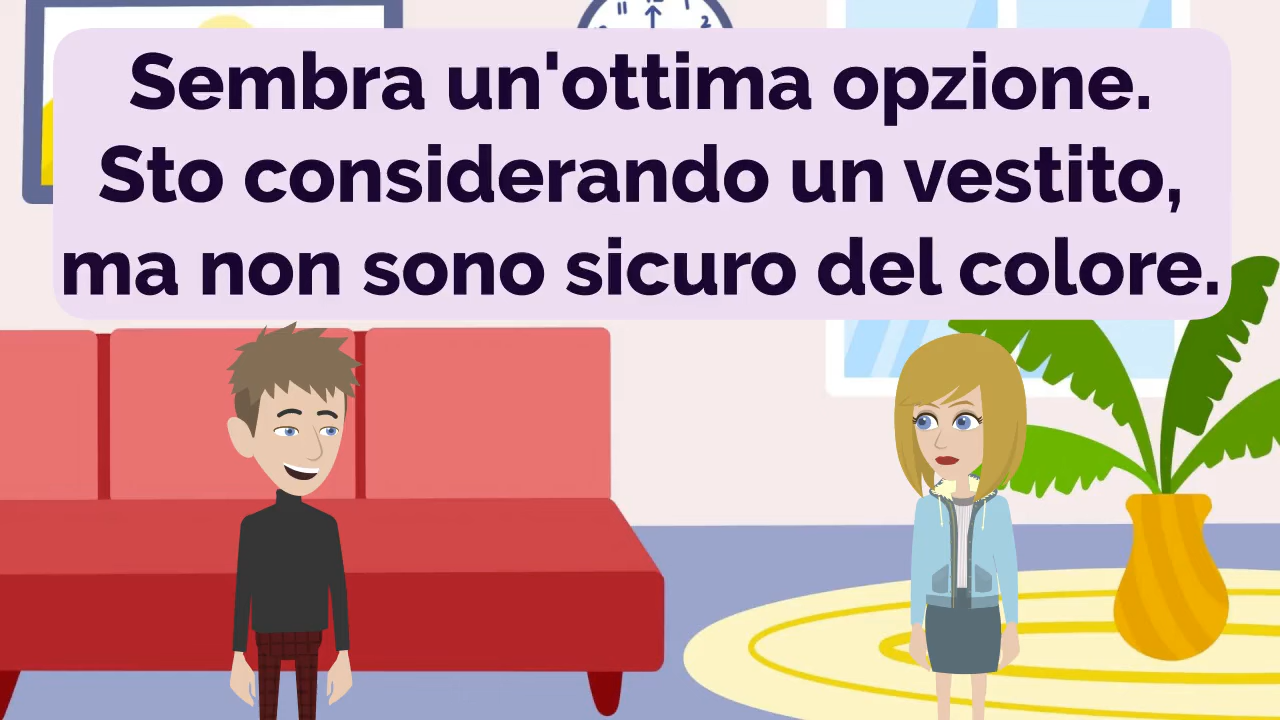 Sembra un'ottima opzione.
Sto considerando un vestito,
ma non sono sicuro del colore.